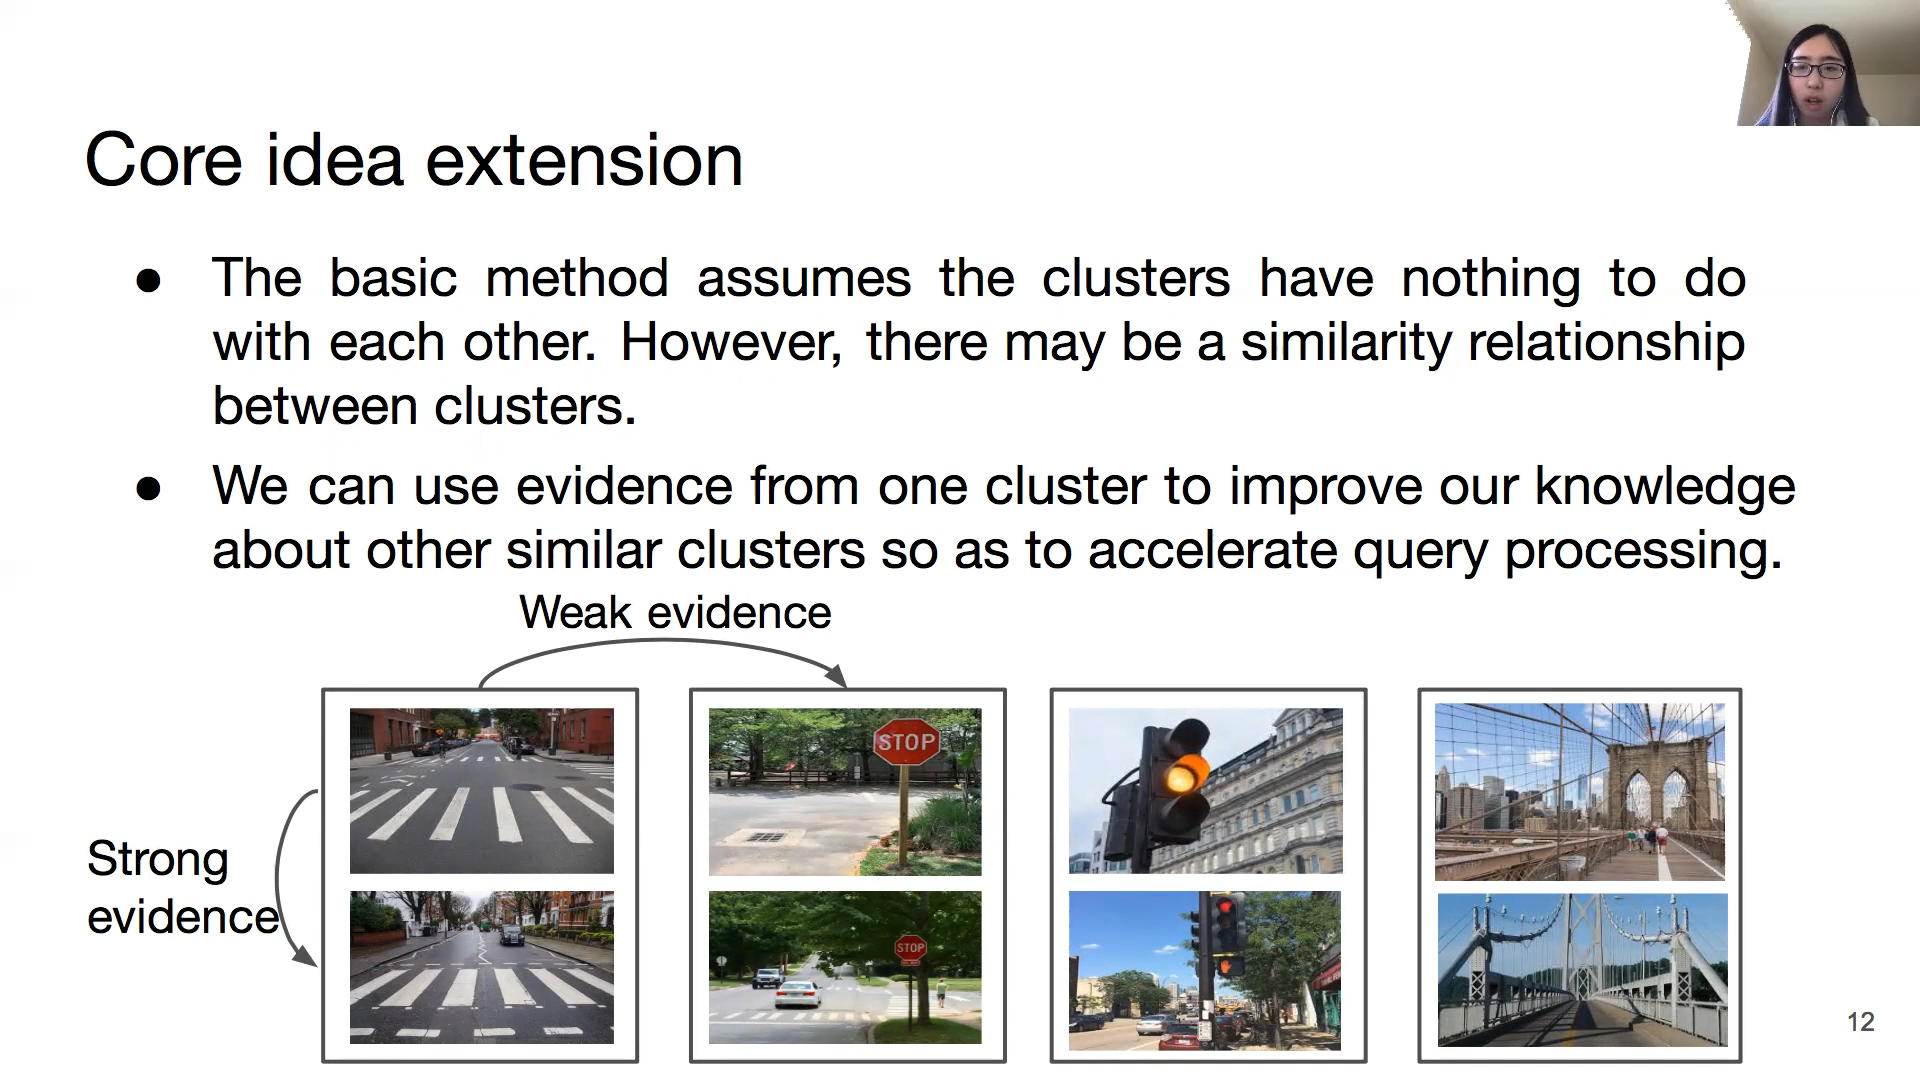 Core idea extension
● The basic method assumes the clusters have nothing to do
with each other. However, there may be a similarity relationship
between clusters.
● We can use evidence from one cluster to improve our knowledge
about other similar clusters so as to accelerate query processing.
Weak evidence
Strong
evidence
STOP
STOP
12